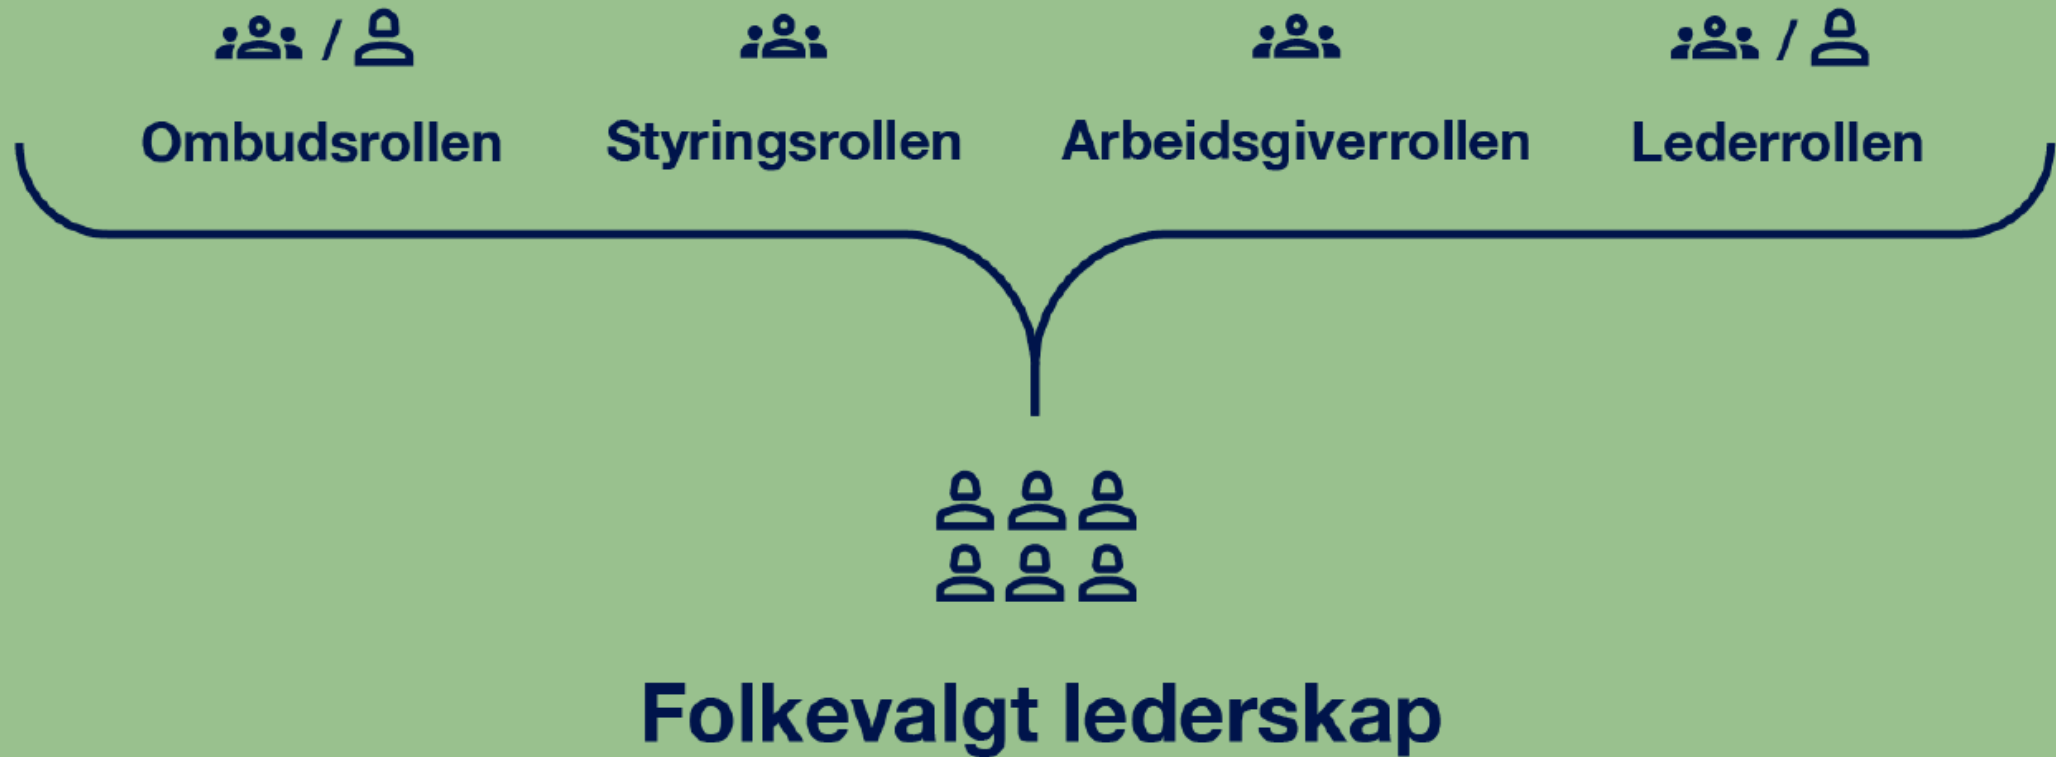 / /
Ombudsrollen Styringsrollen Arbeidsgiverrollen Lederrollen
Folkevalgt lederskap